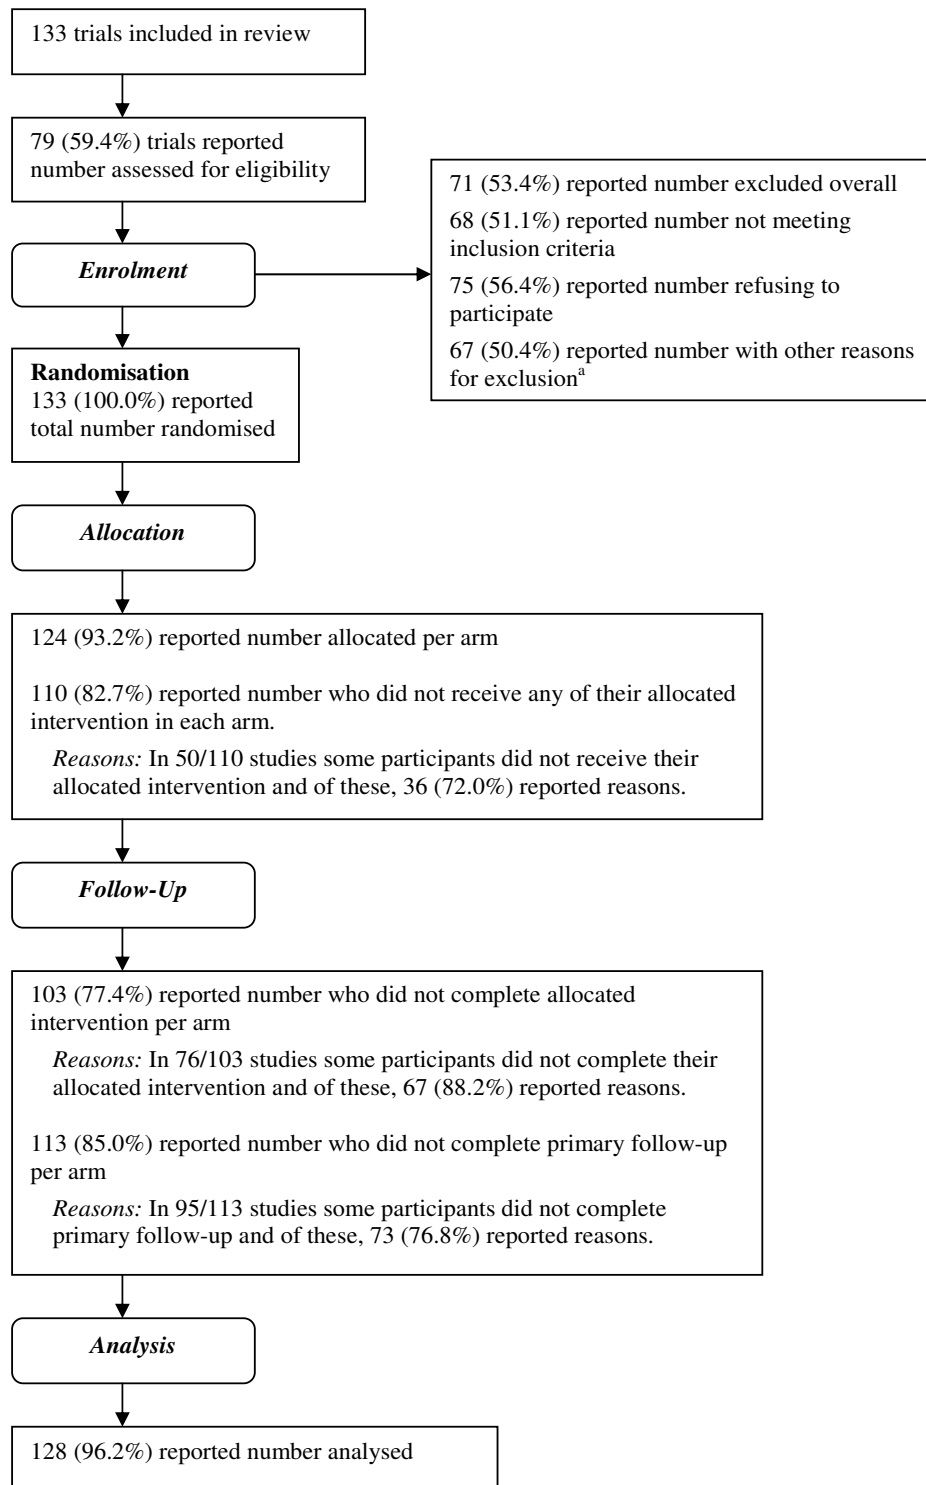 133 trials included in review
79 (59.4%) trials reported
number assessed for eligibility
71 (53.4%) reported number excluded overall
68 (51.1%) reported number not meeting
inclusion criteria
75 (56.4%) reported number refusing to
participate
67 (50.4%) reported number with other reasons
for exclusionᵃ
Enrolment
Randomisation
133 (100.0%) reported
total number randomised
Allocation
124 (93.2%) reported number allocated per arm
110 (82.7%) reported number who did not receive any of their allocated
intervention in each arm.
Reasons: In 50/110 studies some participants did not receive their
allocated intervention and of these, 36 (72.0%) reported reasons.
Follow-Up
103 (77.4%) reported number who did not complete allocated
intervention per arm
Reasons: In 76/103 studies some participants did not complete their
allocated intervention and of these, 67 (88.2%) reported reasons.
113 (85.0%) reported number who did not complete primary follow-up
per arm
Reasons: In 95/113 studies some participants did not complete
primary follow-up and of these, 73 (76.8%) reported reasons.
Analysis
128 (96.2%) reported number analysed